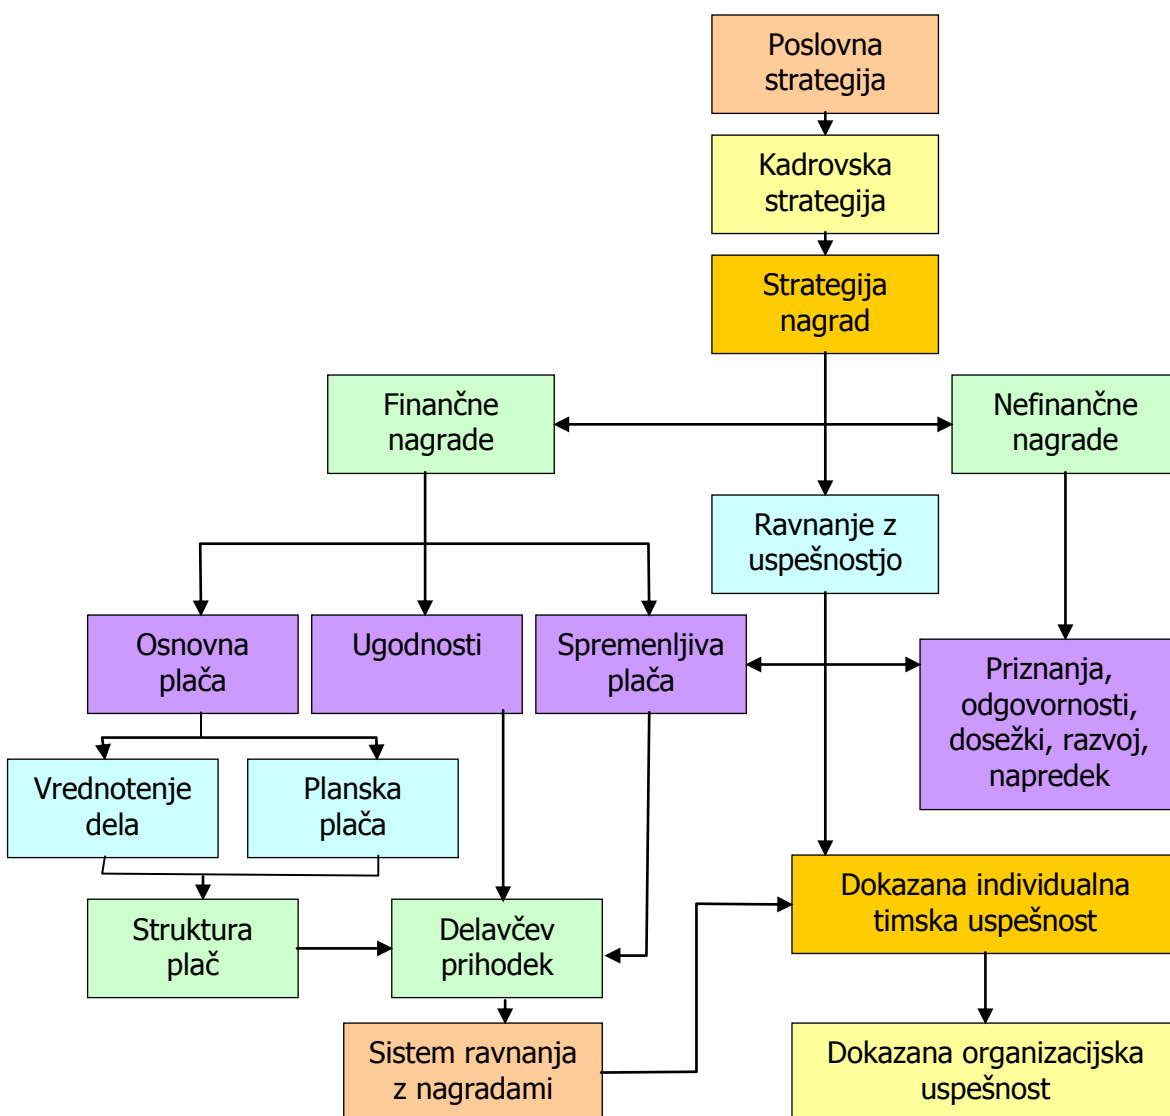 Poslovna
strategija
Kadrovska
strategija
Strategija
nagrad
Finančne
nagrade
Nefinančne
nagrade
Ravnanje z
uspešnostjo
Osnovna
plača
Ugodnosti
Spremenljiva
plača
Priznanja,
odgovornosti,
dosežki, razvoj,
napredek
Vrednotenje
dela
Planska
plača
Struktura
plač
Delavčev
prihodek
Dokazana individualna
timska uspešnost
Sistem ravnanja
z nagradami
Dokazana organizacijska
uspešnost